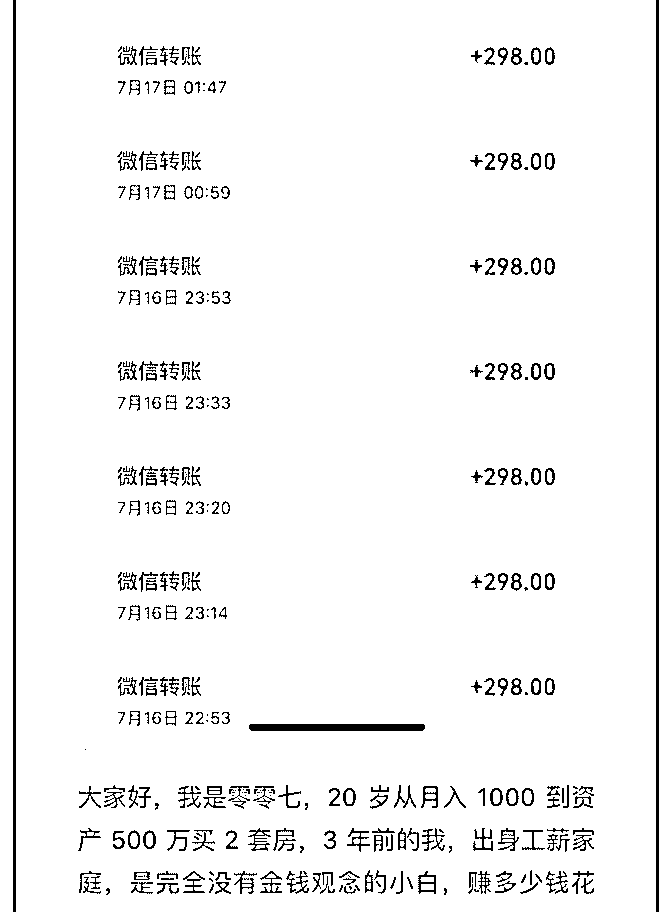 微信转账 +298.00
7月17日 01:47
微信转账 +298.00
7月17日 00:59
微信转账 +298.00
7月16日 23:53
微信转账 +298.00
7月16日 23:33
微信转账 +298.00
7月16日 23:20
微信转账 +298.00
7月16日 23:14
微信转账 +298.00
7月16日 22:53
大家好，我是零零七，20 岁从月入 1000 到资
产 500 万买 2 套房，3 年前的我，出身工薪家
庭，是完全没有金钱观念的小白，赚多少钱花